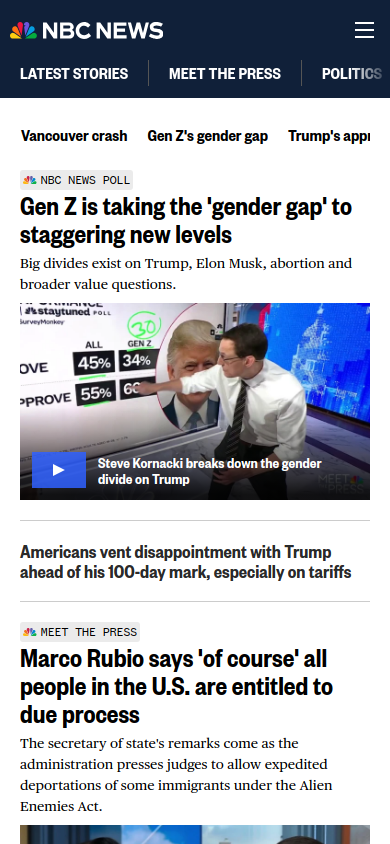 NBC NEWS
LATEST STORIES
MEET THE PRESS
POLITICS
Vancouver crash
Gen Z's gender gap
Trump's appr
NBC NEWS POLL
Gen Z is taking the 'gender gap' to
staggering new levels
Big divides exist on Trump, Elon Musk, abortion and
broader value questions.
staytuned POLL
SurveyMonkey
30
ALL
GEN Z
OVE
45%
34%
PPROVE
55%
Steve Kornacki breaks down the gender
divide on Trump
MEET
PRESS
Americans vent disappointment with Trump
ahead of his 100-day mark, especially on tariffs
MEET THE PRESS
Marco Rubio says 'of course' all
people in the U.S. are entitled to
due process
The secretary of state's remarks come as the
administration presses judges to allow expedited
deportations of some immigrants under the Alien
Enemies Act.